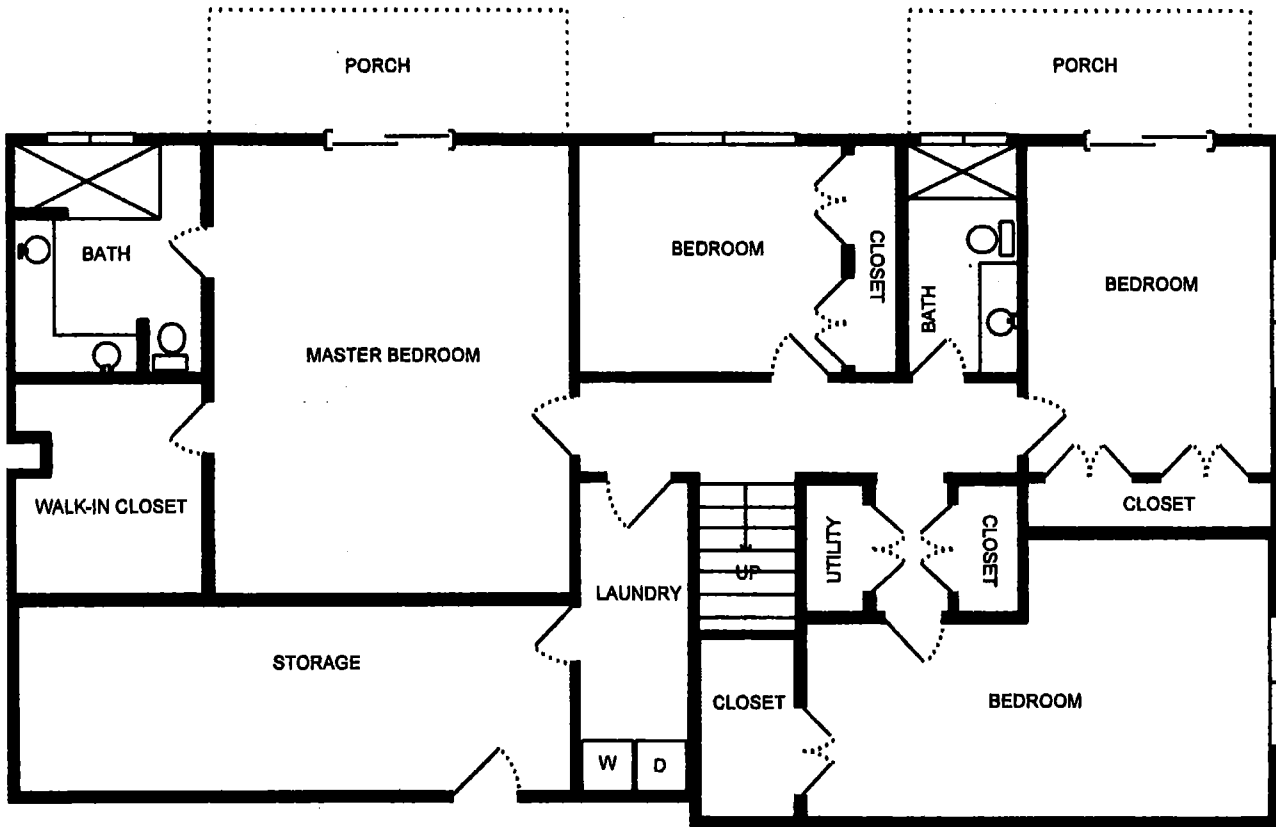 PORCH
PORCH
BATH
BEDROOM
CLOSET
BATH
BEDROOM
MASTER BEDROOM
WALK-IN CLOSET
CLOSET
UTILITY
CLOSET
UP
LAUNDRY
STORAGE
CLOSET
BEDROOM
W
D